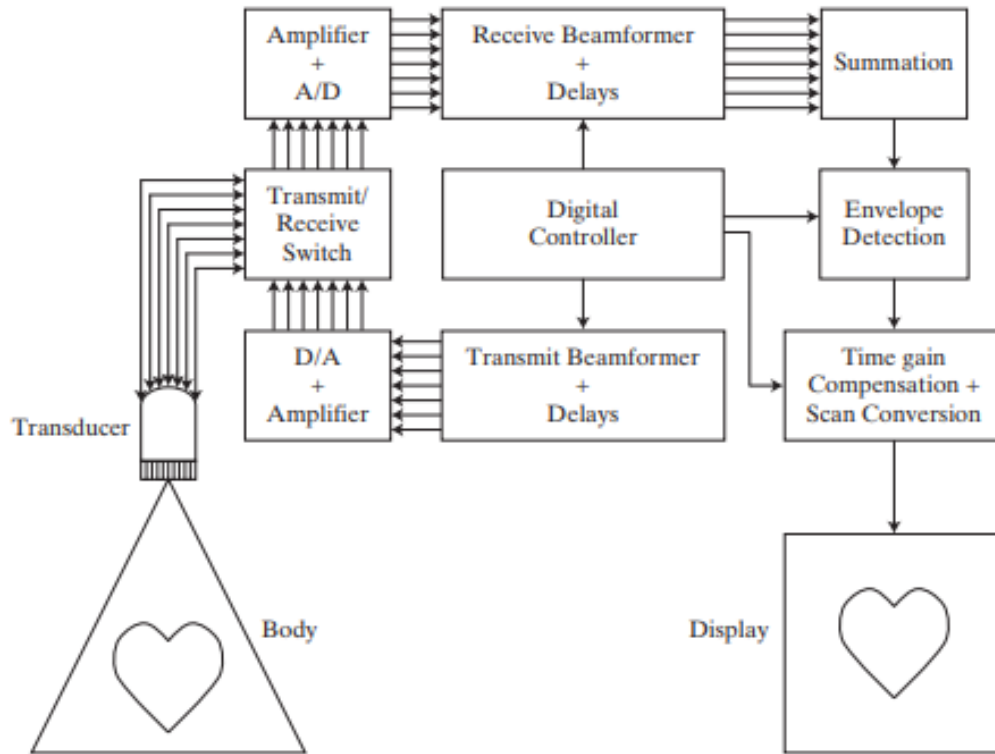 Amplifier
+
A/D
Receive Beamformer
+
Delays
Summation
Transmit/
Receive
Switch
Digital
Controller
Envelope
Detection
D/A
+
Amplifier
Transmit Beamformer
+
Delays
Time gain
Compensation +
Scan Conversion
Transducer
Body
Display